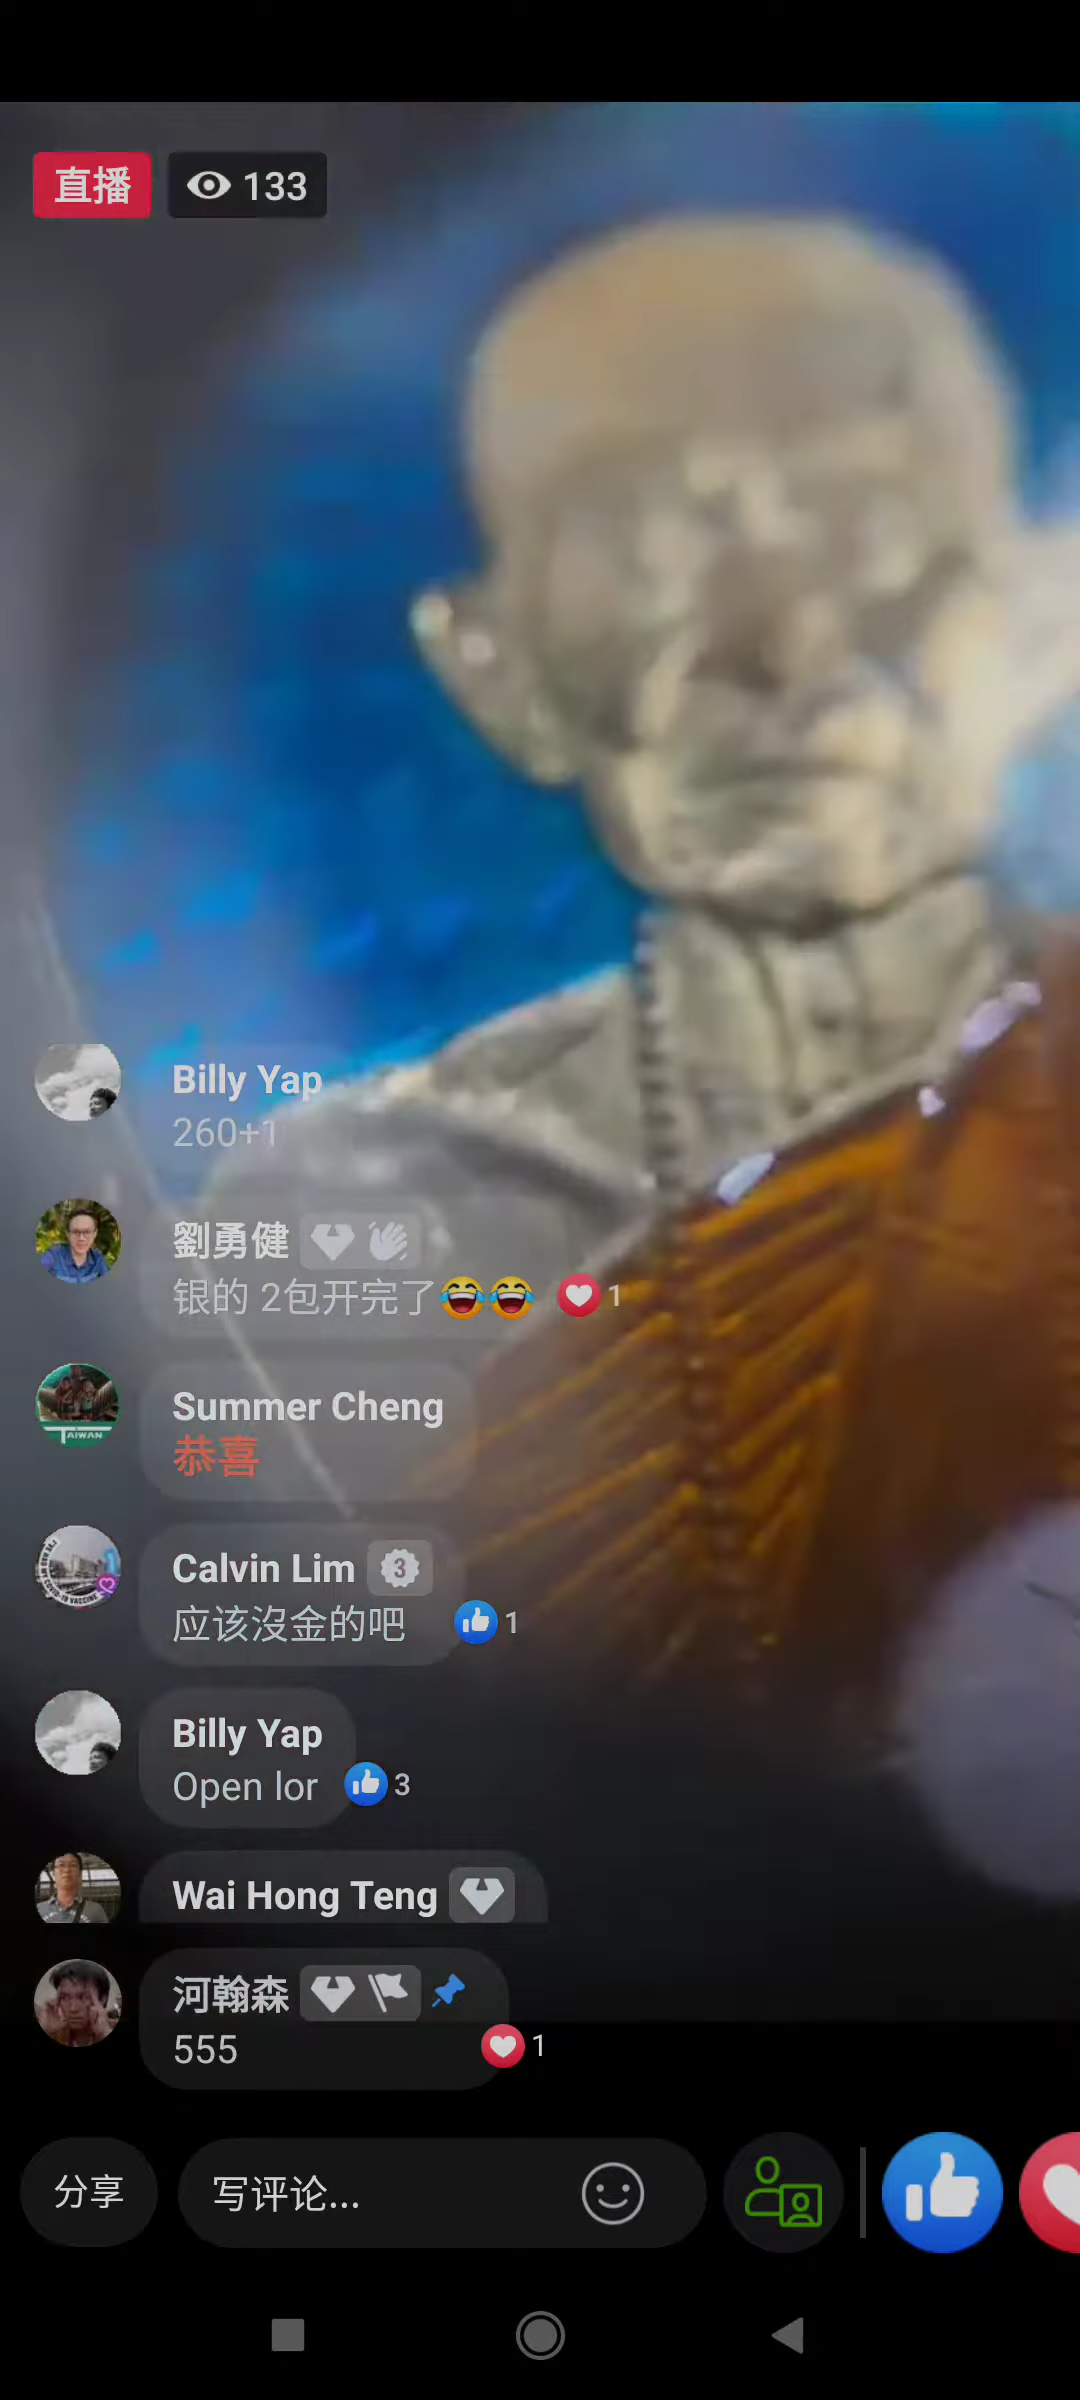 直播
133
Billy Yap
260+1
劉勇健
银的 2包开完了😂😂 1
Summer Cheng
TAIWAN
恭喜
Calvin Lim 3
应该沒金的吧 1
Billy Yap
Open lor 3
Wai Hong Teng
河翰森
555 1
分享 写评论...